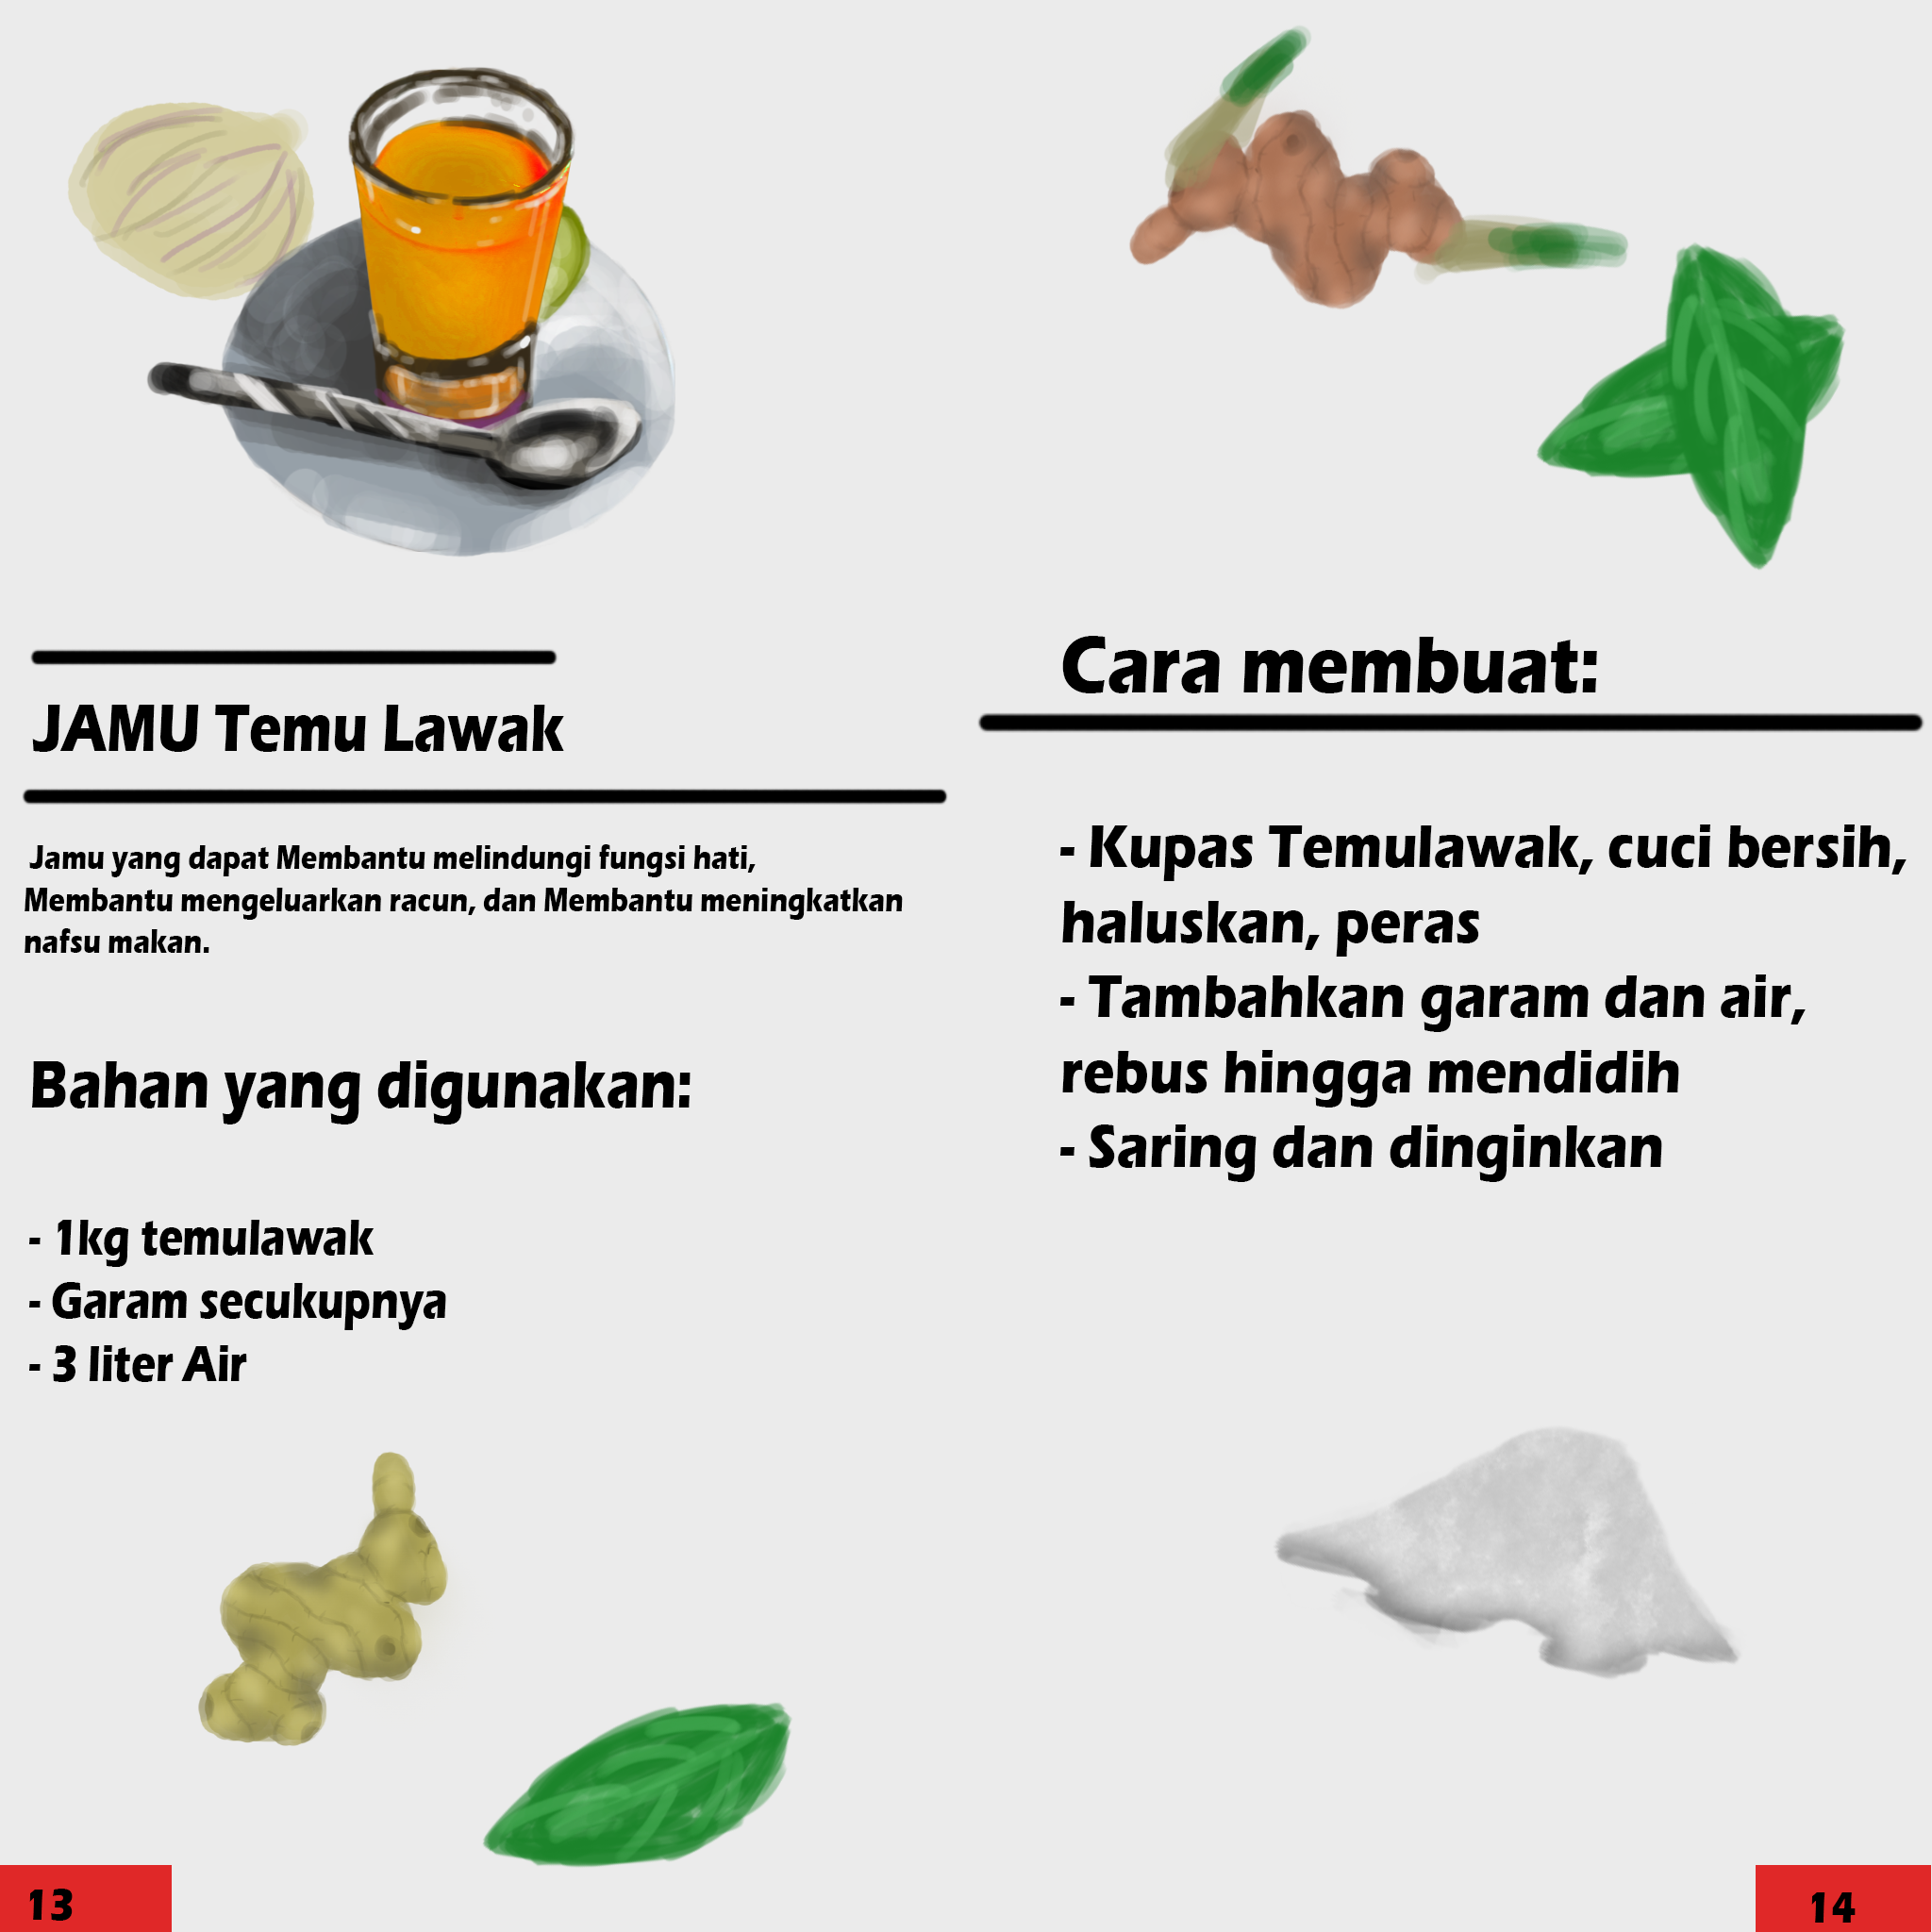 JAMU Temu Lawak
Jamu yang dapat Membantu melindungi fungsi hati,
Membantu mengeluarkan racun, dan Membantu meningkatkan
nafsu makan.
Bahan yang digunakan:
- 1kg temulawak
- Garam secukupnya
- 3 liter Air
13
Cara membuat:
- Kupas Temulawak, cuci bersih,
haluskan, peras
- Tambahkan garam dan air,
rebus hingga mendidih
- Saring dan dinginkan
14